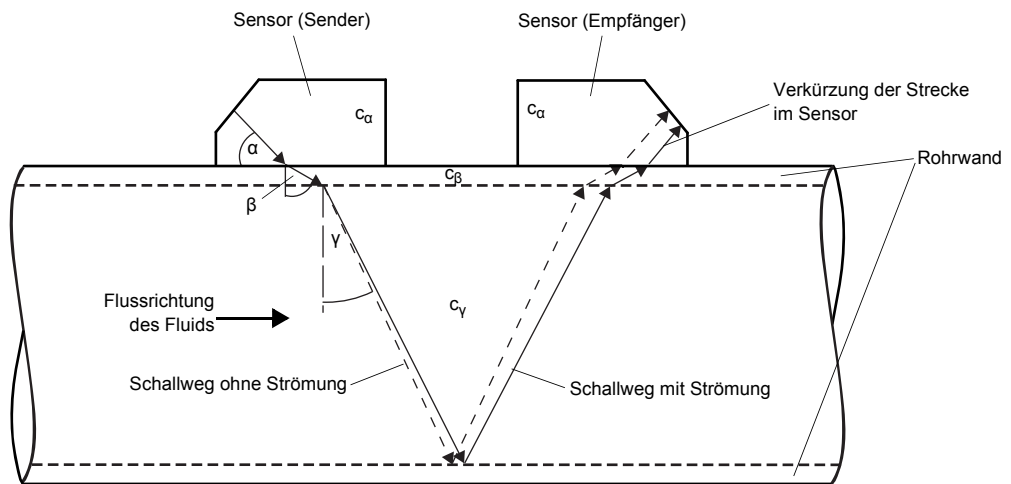 Sensor (Sender)
Sensor (Empfänger)
Verkürzung der Strecke
im Sensor
cα
cα
α
Rohrwand
cβ
β
γ
Flussrichtung
des Fluids
cγ
Schallweg ohne Strömung
Schallweg mit Strömung